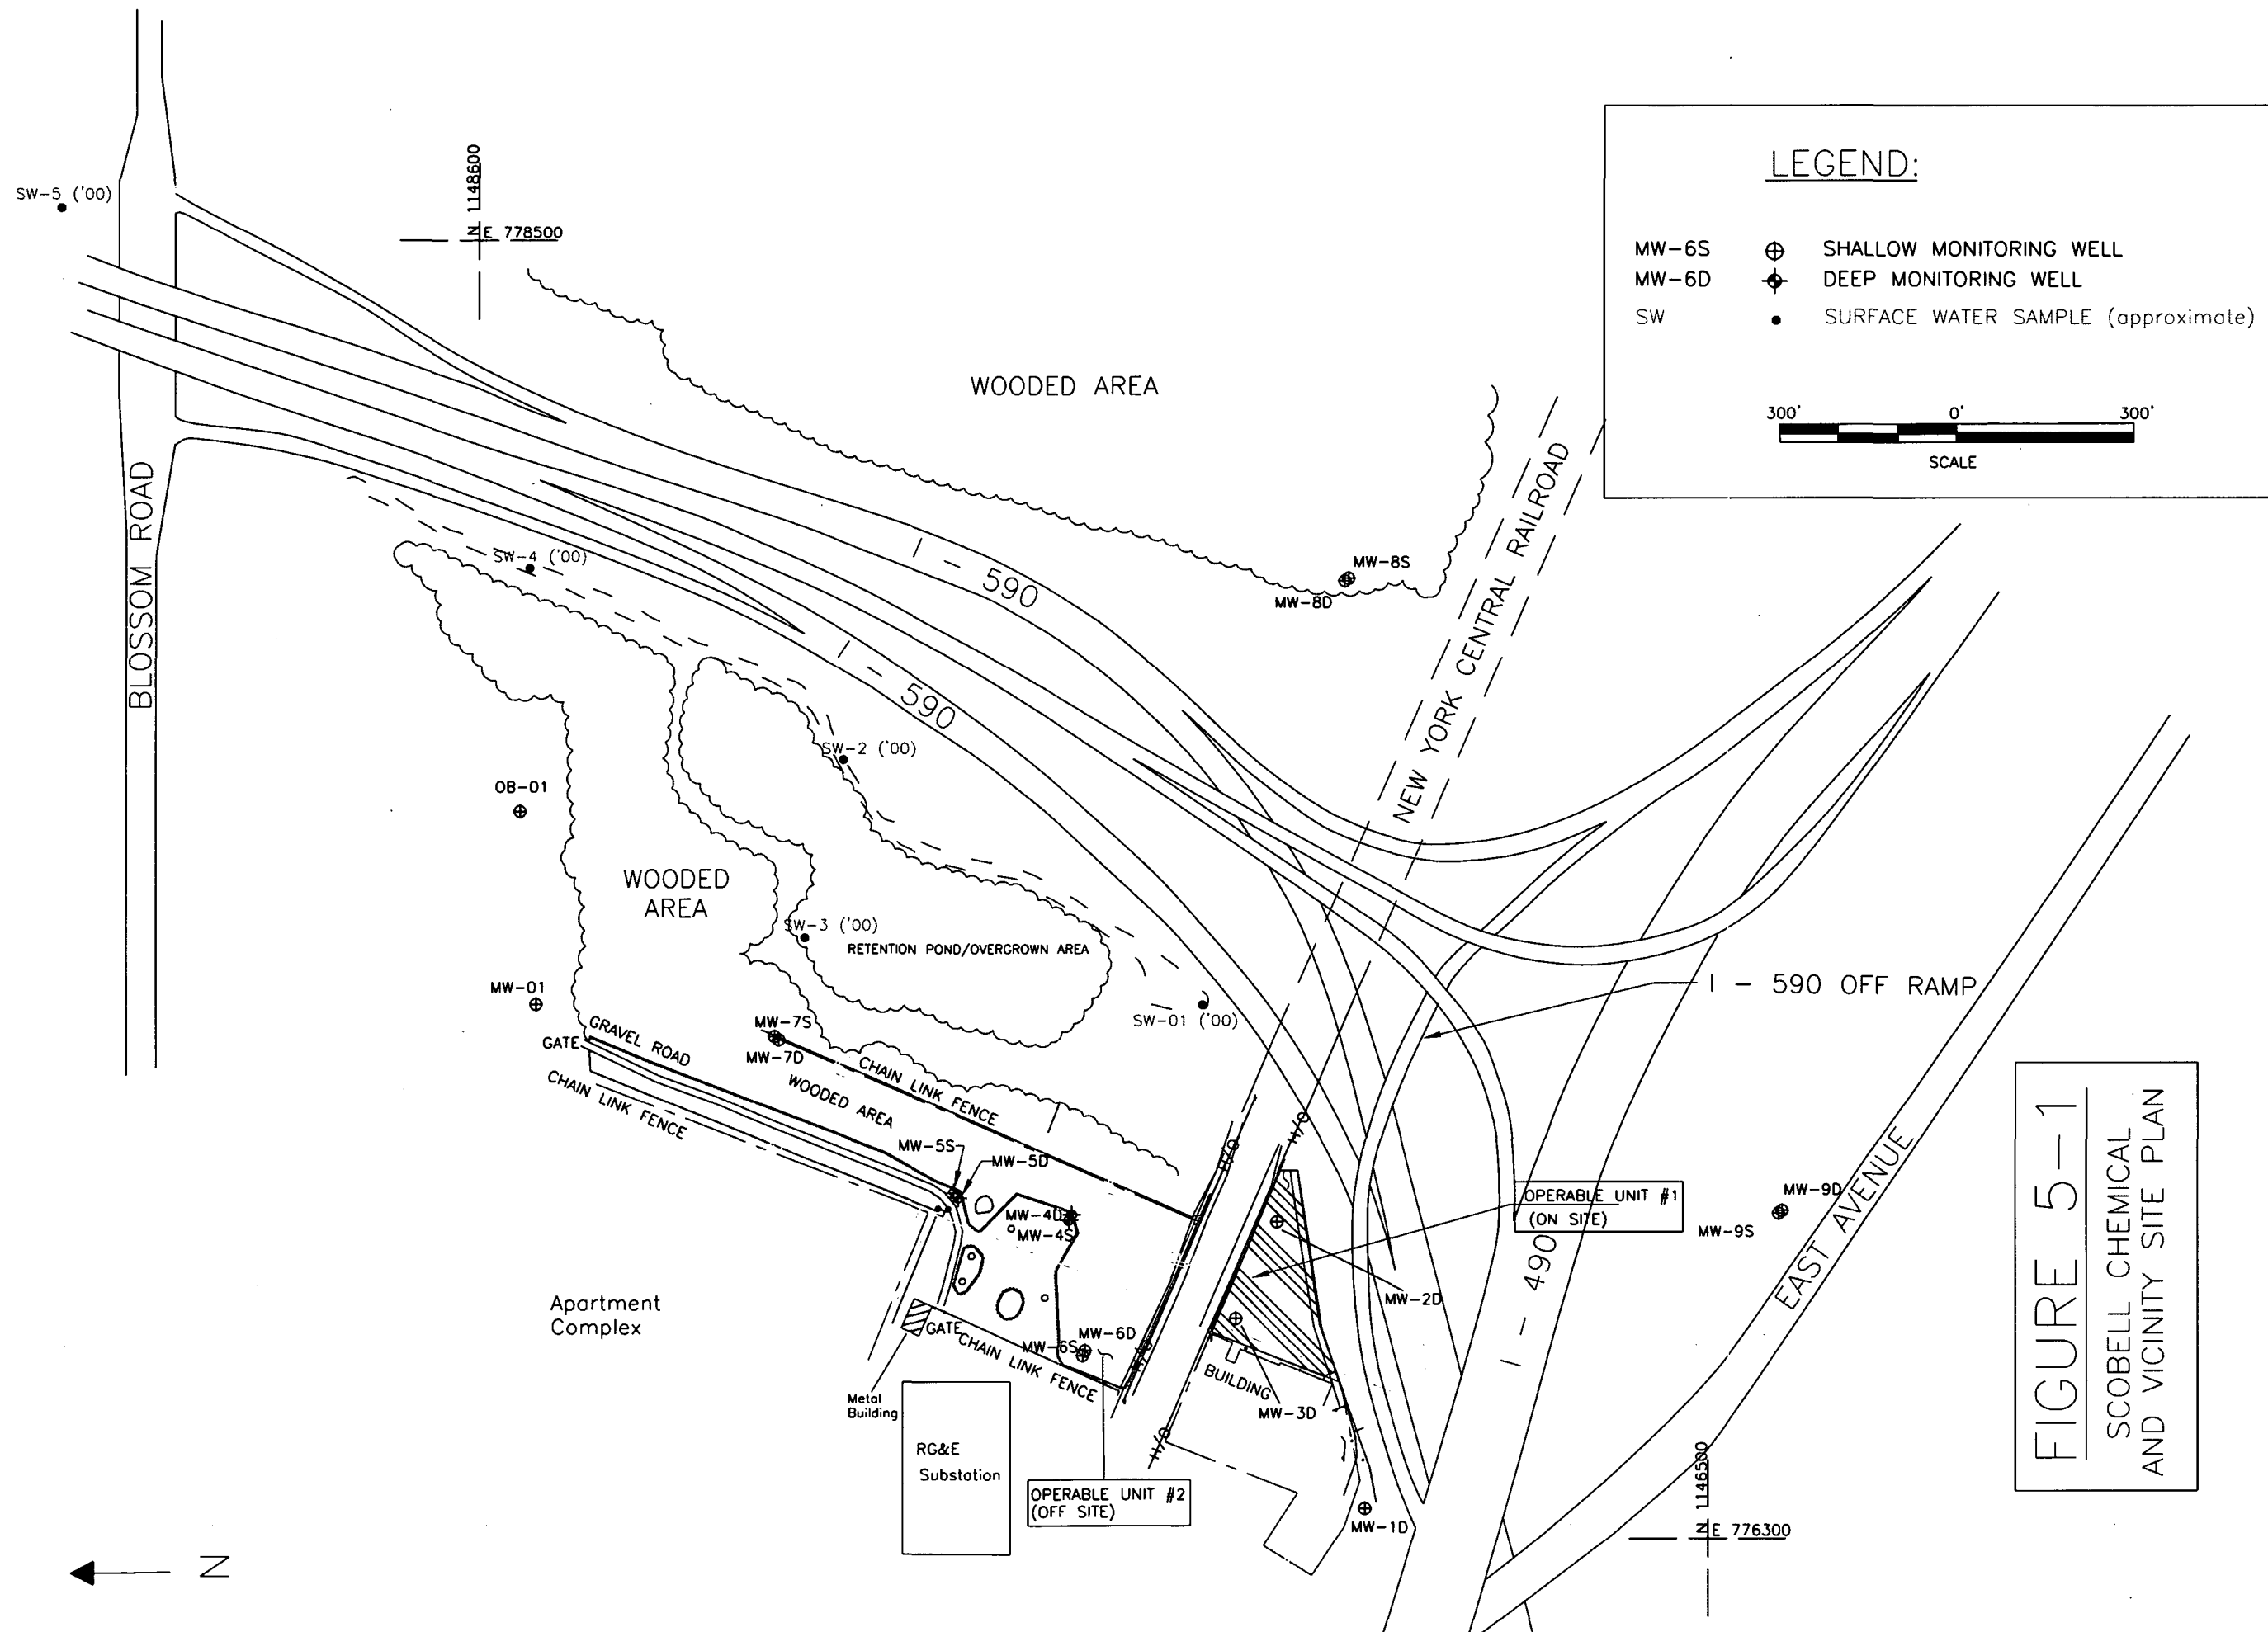 SW-5 ('00)
N 1148600
E 778500
LEGEND:
MW-6S SHALLOW MONITORING WELL
MW-6D DEEP MONITORING WELL
SW SURFACE WATER SAMPLE (approximate)
300' 0' 300'
SCALE
WOODED AREA
BLOSSOM ROAD
NEW YORK CENTRAL RAILROAD
SW-4 ('00)
I - 590
MW-8S
MW-8D
I - 590
SW-2 ('00)
OB-01
WOODED
AREA
SW-3 ('00)
RETENTION POND/OVERGROWN AREA
MW-01
I - 590 OFF RAMP
SW-01 ('00)
MW-7S
MW-7D
GRAVEL ROAD
GATE
CHAIN LINK FENCE
WOODED AREA
CHAIN LINK FENCE
MW-5S
MW-5D
H/O
H/O
MW-4D
MW-4S
OPERABLE UNIT #1
(ON SITE)
MW-9D
MW-9S
EAST AVENUE
I - 490
MW-2D
Apartment
Complex
GATE
CHAIN LINK FENCE
MW-6D
MW-6S
H/O
BUILDING
MW-3D
Metal
Building
RG&E
Substation
H/O
OPERABLE UNIT #2
(OFF SITE)
MW-1D
N 1146500
E 776300
N
FIGURE 5-1
SCOBELL CHEMICAL
AND VICINITY SITE PLAN